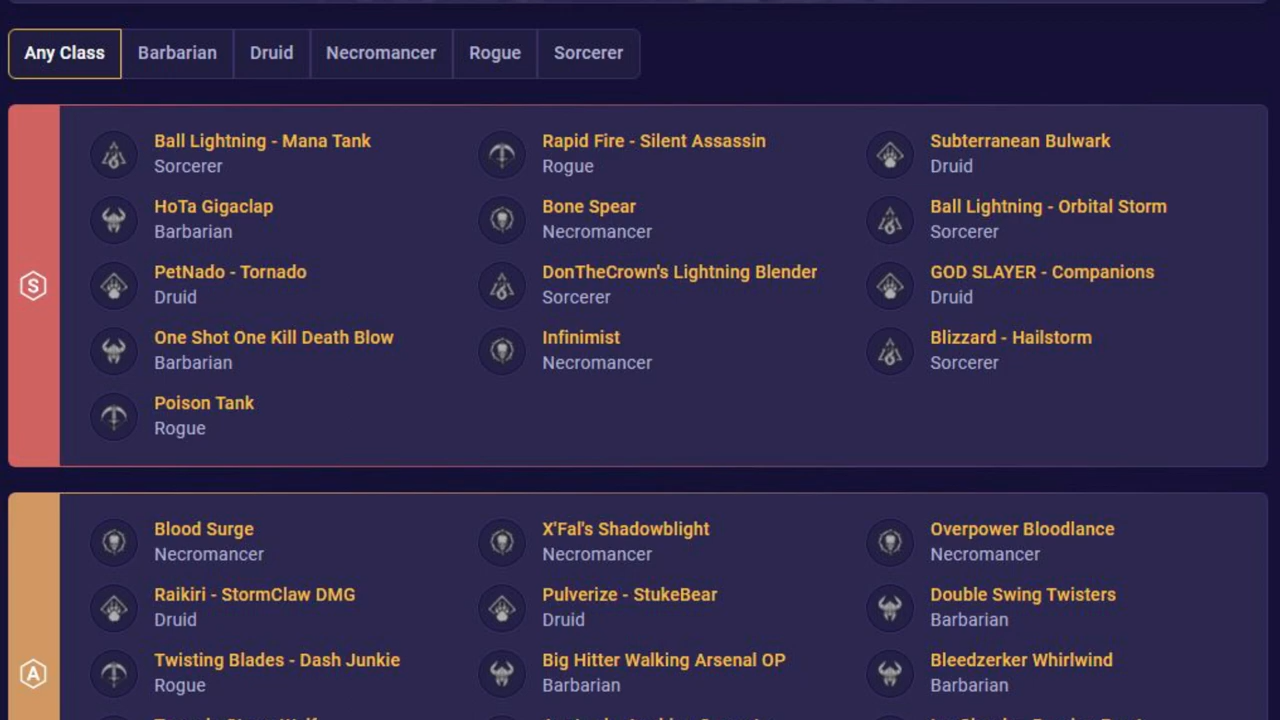 Any Class Barbarian Druid Necromancer Rogue Sorcerer
Ball Lightning - Mana Tank
Sorcerer
Rapid Fire - Silent Assassin
Rogue
Subterranean Bulwark
Druid
HoTa Gigaclap
Barbarian
Bone Spear
Necromancer
Ball Lightning - Orbital Storm
Sorcerer
S
PetNado - Tornado
Druid
DonTheCrown's Lightning Blender
Sorcerer
GOD SLAYER - Companions
Druid
One Shot One Kill Death Blow
Barbarian
Infinimist
Necromancer
Blizzard - Hailstorm
Sorcerer
Poison Tank
Rogue
Blood Surge
Necromancer
X'Fal's Shadowblight
Necromancer
Overpower Bloodlance
Necromancer
Raikiri - StormClaw DMG
Druid
Pulverize - StukeBear
Druid
Double Swing Twisters
Barbarian
A
Twisting Blades - Dash Junkie
Rogue
Big Hitter Walking Arsenal OP
Barbarian
Bleedzerker Whirlwind
Barbarian